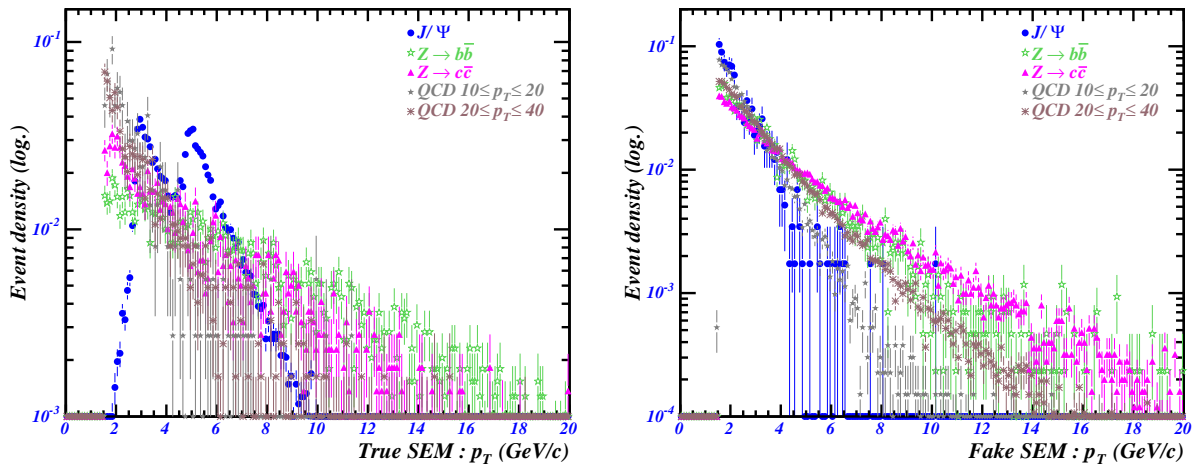 J/Ψ
Z → bb̅
Z → cc̅
QCD 10≤ p_T ≤ 20
QCD 20≤ p_T ≤ 40
Event density (log.)
10^-1
10^-2
10^-3
0 2 4 6 8 10 12 14 16 18 20
True SEM : p_T (GeV/c)
J/Ψ
Z → bb̅
Z → cc̅
QCD 10≤ p_T ≤ 20
QCD 20≤ p_T ≤ 40
Event density (log.)
10^-1
10^-2
10^-3
10^-4
0 2 4 6 8 10 12 14 16 18 20
Fake SEM : p_T (GeV/c)